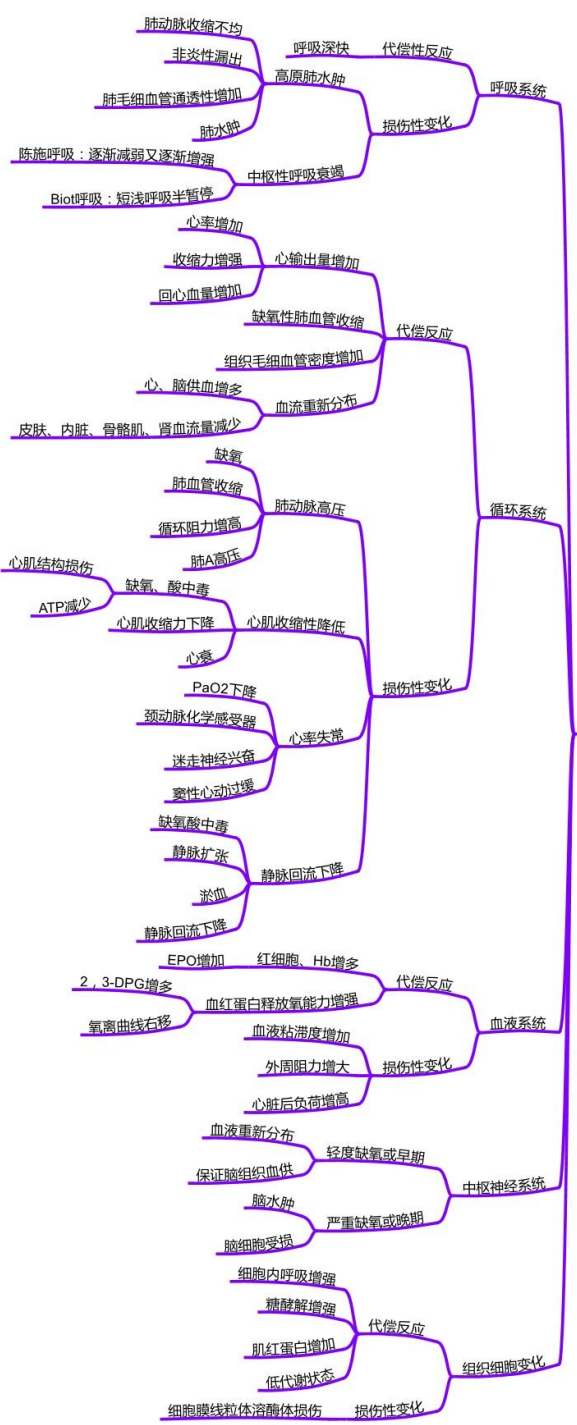 肺动脉收缩不均
非炎性漏出
肺毛细血管通透性增加
肺水肿
高原肺水肿
呼吸深快
代偿性反应
呼吸系统
损伤性变化
陈施呼吸：逐渐减弱又逐渐增强
Biot呼吸：短浅呼吸半暂停
中枢性呼吸衰竭
心率增加
收缩力增强
回心血量增加
心输出量增加
缺氧性肺血管收缩
代偿反应
组织毛细血管密度增加
心、脑供血增多
皮肤、内脏、骨骼肌、肾血流量减少
血流重新分布
缺氧
肺血管收缩
循环阻力增高
肺A高压
肺动脉高压
循环系统
心肌结构损伤
ATP减少
缺氧、酸中毒
心肌收缩力下降
心衰
心肌收缩性降低
损伤性变化
PaO2下降
颈动脉化学感受器
迷走神经兴奋
窦性心动过缓
心率失常
缺氧酸中毒
静脉扩张
淤血
静脉回流下降
静脉回流下降
EPO增加
红细胞、Hb增多
代偿反应
2，3-DPG增多
氧离曲线右移
血红蛋白释放氧能力增强
血液系统
血液粘滞度增加
外周阻力增大
心脏后负荷增高
损伤性变化
血液重新分布
保证脑组织血供
轻度缺氧或早期
中枢神经系统
脑水肿
脑细胞受损
严重缺氧或晚期
细胞内呼吸增强
糖酵解增强
肌红蛋白增加
低代谢状态
代偿反应
组织细胞变化
细胞膜线粒体溶酶体损伤
损伤性变化